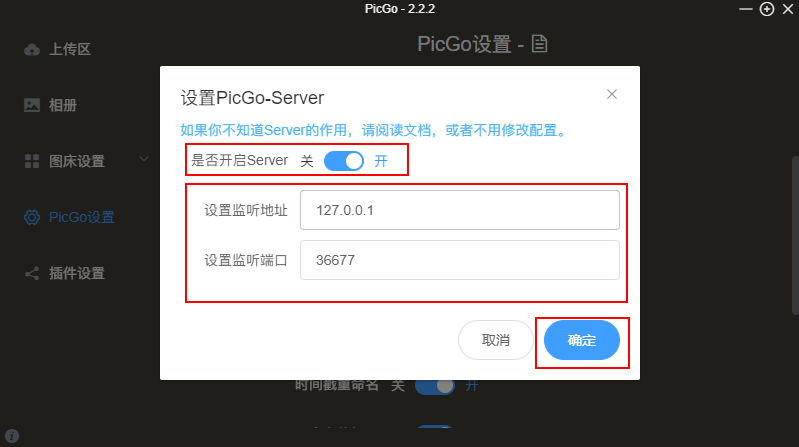 PicGo - 2.2.2
PicGo设置 -
上传区
相册
图床设置
PicGo设置
插件设置
设置PicGo-Server
如果你不知道Server的作用，请阅读文档，或者不用修改配置。
是否开启Server 关 开
设置监听地址 127.0.0.1
设置监听端口 36677
取消 确定
时间戳重命名 关 开